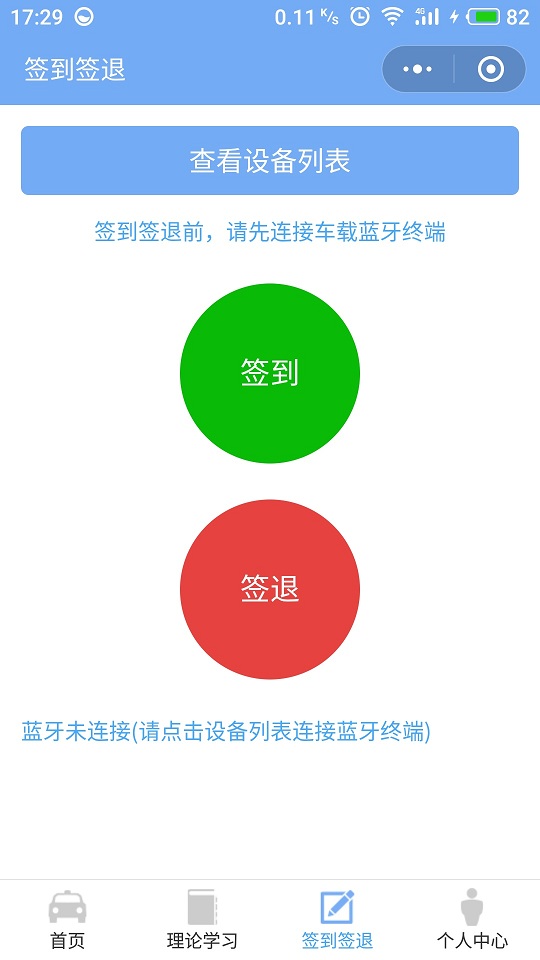 17:29 0.11 K/s 4G 82
签到签退
查看设备列表
签到签退前，请先连接车载蓝牙终端
签到
签退
蓝牙未连接(请点击设备列表连接蓝牙终端)
首页 理论学习 签到签退 个人中心